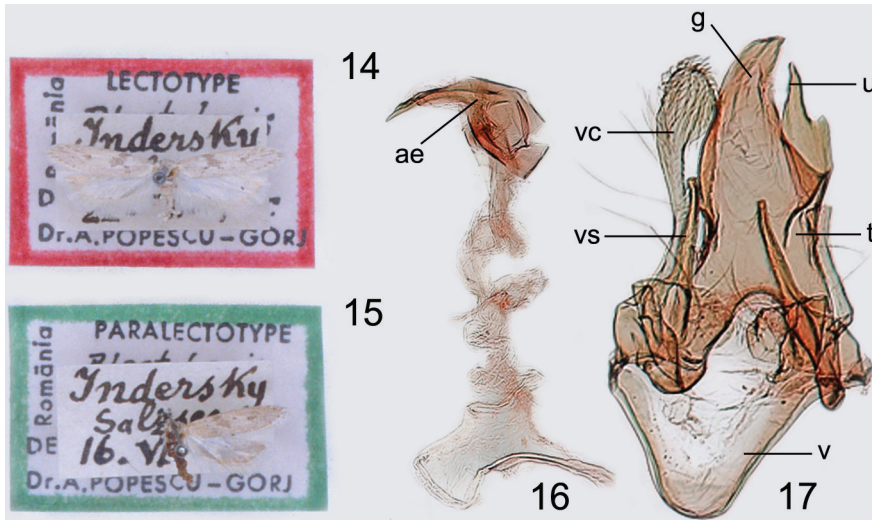 14
LECTOTYPE
Indersky
Dr.A.POPESCU-GORJ
15
PARALECTOTYPE
România
Indersky
DE
16.VI
Dr.A.POPESCU-GORJ
ae
16
g
u
vc
vs
t
v
17